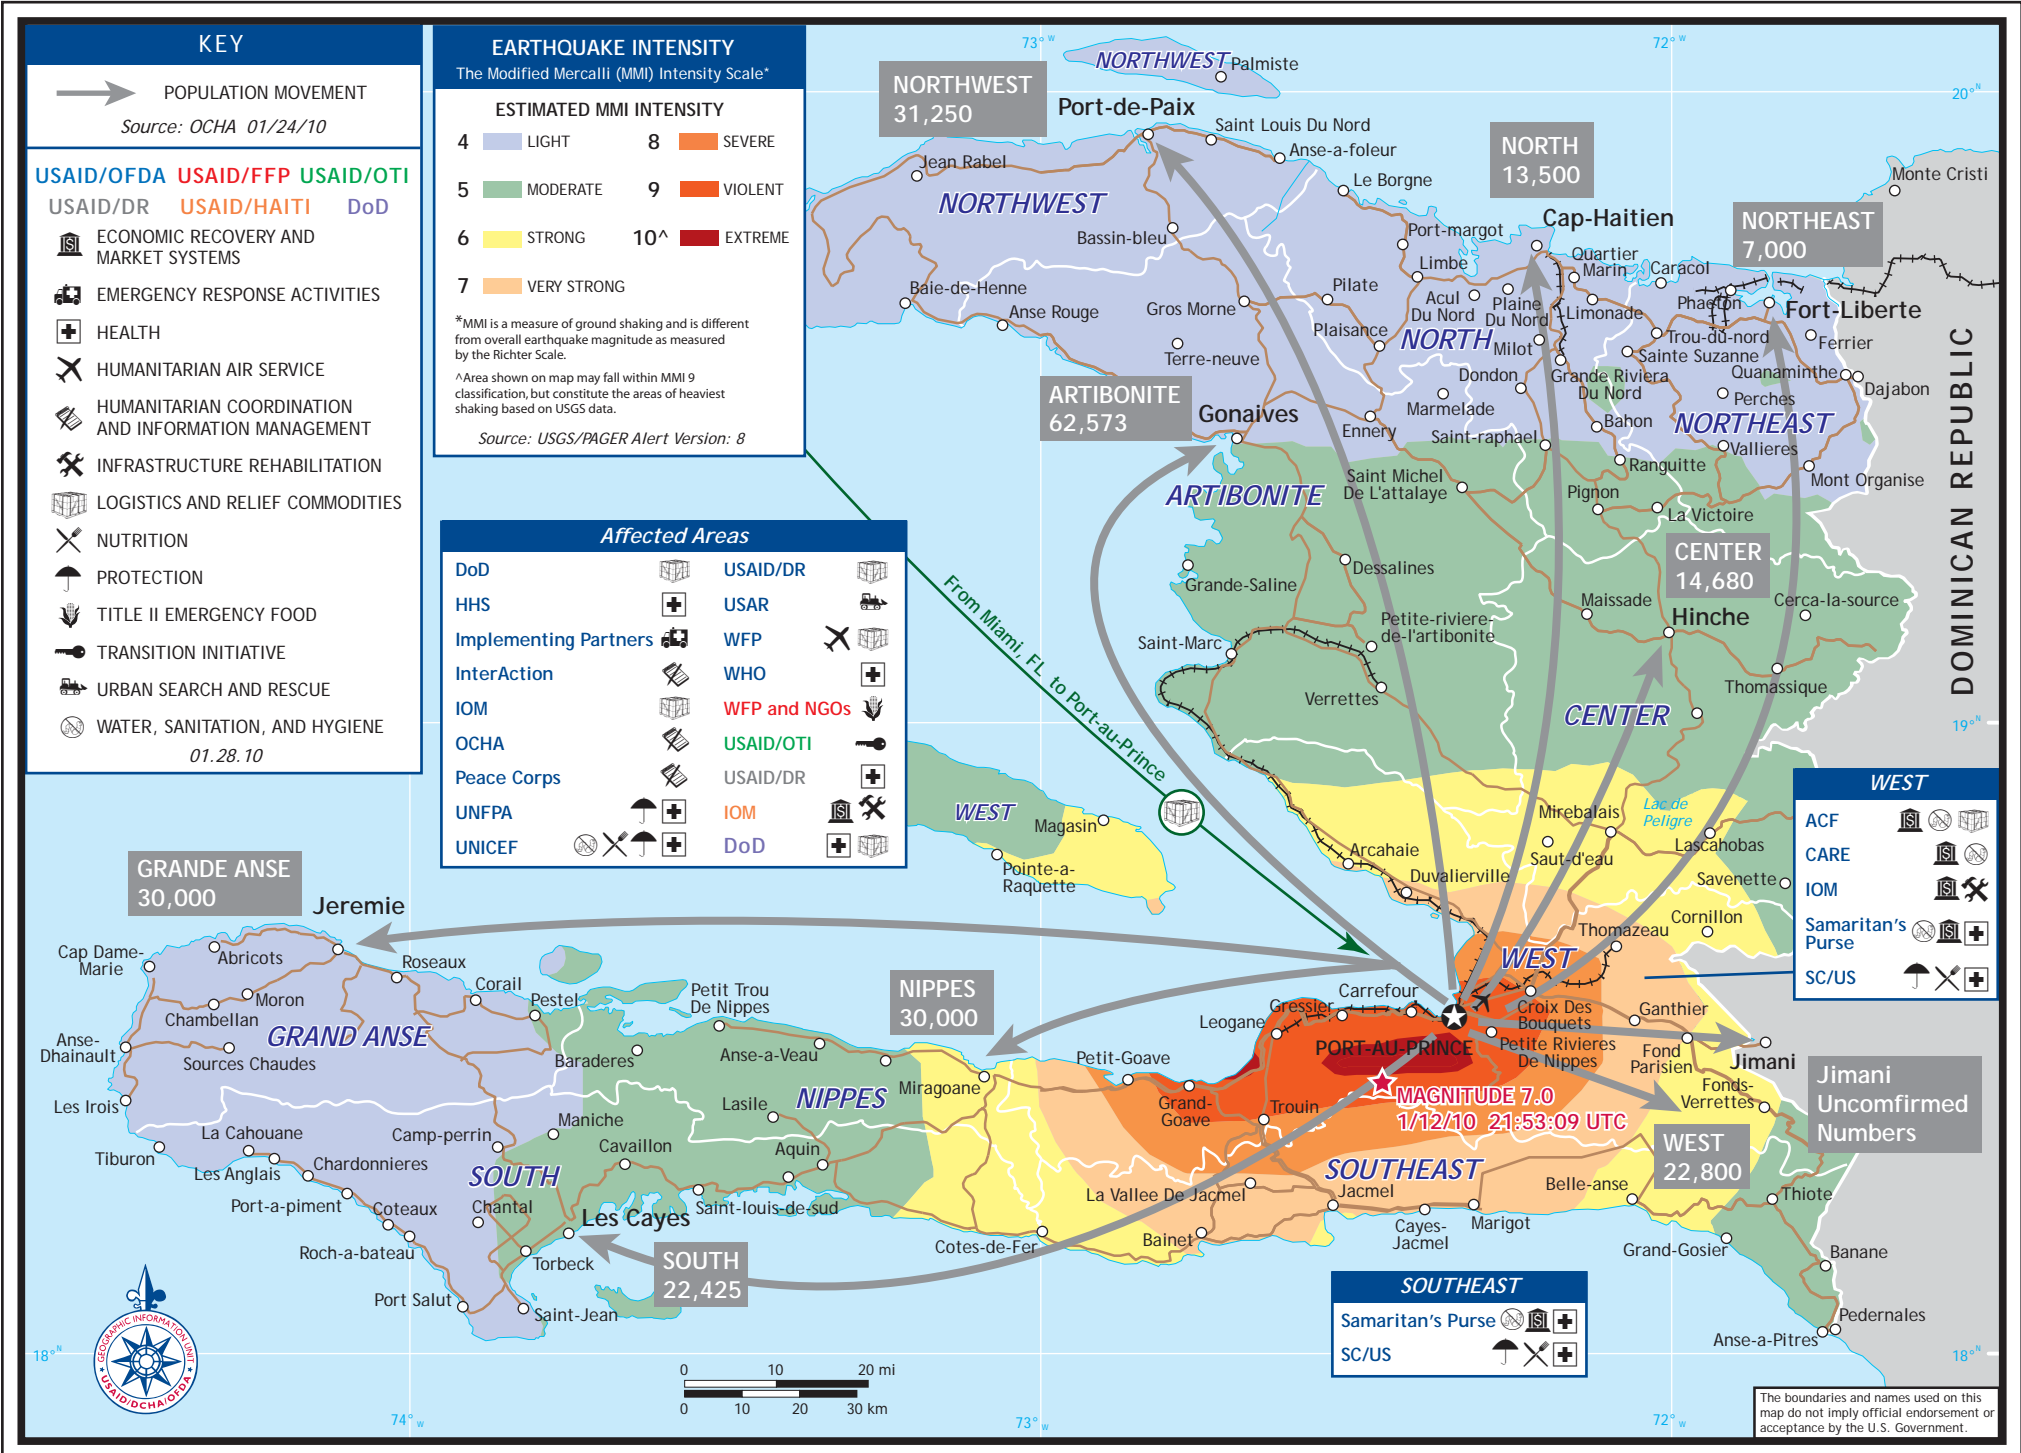 KEY
POPULATION MOVEMENT
Source: OCHA 01/24/10
USAID/OFDA USAID/FFP USAID/OTI
USAID/DR USAID/HAITI DoD
ECONOMIC RECOVERY AND
MARKET SYSTEMS
EMERGENCY RESPONSE ACTIVITIES
HEALTH
HUMANITARIAN AIR SERVICE
HUMANITARIAN COORDINATION
AND INFORMATION MANAGEMENT
INFRASTRUCTURE REHABILITATION
LOGISTICS AND RELIEF COMMODITIES
NUTRITION
PROTECTION
TITLE II EMERGENCY FOOD
TRANSITION INITIATIVE
URBAN SEARCH AND RESCUE
WATER, SANITATION, AND HYGIENE
01.28.10
EARTHQUAKE INTENSITY
The Modified Mercalli (MMI) Intensity Scale*
ESTIMATED MMI INTENSITY
4 LIGHT
8 SEVERE
5 MODERATE
9 VIOLENT
6 STRONG
10^ EXTREME
7 VERY STRONG
*MMI is a measure of ground shaking and is different
from overall earthquake magnitude as measured
by the Richter Scale.
^Area shown on map may fall within MMI 9
classification, but constitute the areas of heaviest
shaking based on USGS data.
Source: USGS/PAGER Alert Version: 8
Affected Areas
DoD
USAID/DR
HHS
USAR
Implementing Partners
WFP
InterAction
WHO
IOM
WFP and NGOs
OCHA
USAID/OTI
Peace Corps
USAID/DR
UNFPA
IOM
UNICEF
DoD
From Miami, FL to Port-au-Prince
73° W
72° W
20° N
NORTHWEST
Palmiste
NORTHWEST
31,250
Port-de-Paix
Saint Louis Du Nord
Anse-a-foleur
Jean Rabel
Le Borgne
NORTHWEST
Bassin-bleu
Port-margot
NORTH
13,500
Cap-Haitien
Monte Cristi
NORTHEAST
7,000
Quartier
Marin
Caracol
Limbe
Baie-de-Henne
Anse Rouge
Gros Morne
Pilate
Acul
Du Nord
Plaine
Du Nord
Limonade
Phaeton
Fort-Liberte
Plaisance
NORTH
Milot
Trou-du-nord
Ferrier
Terre-neuve
Sainte Suzanne
Dondon
Grande Riviera
Du Nord
Quanaminthe
Dajabon
ARTIBONITE
62,573
Gonaives
Marmelade
Perches
Ennery
Saint-raphael
Bahon
NORTHEAST
Vallieres
Ranguitte
Mont Organise
ARTIBONITE
Saint Michel
De L'attalaye
Pignon
La Victoire
DOMINICAN REPUBLIC
CENTER
14,680
Grande-Saline
Dessalines
Maissade
Hinche
Cerca-la-source
Petite-riviere-
de-l'artibonite
Saint-Marc
Verrettes
Thomassique
CENTER
19° N
Mirebalais
Lac de
Peligre
Lascahobas
Saut-d'eau
Savenette
WEST
Magasin
Pointe-a-
Raquette
Arcahaie
Duvalierville
Cornillon
Thomazeau
WEST
WEST
ACF
CARE
IOM
Samaritan's
Purse
SC/US
GRANDE ANSE
30,000
Jeremie
Cap Dame-
Marie
Abricots
Roseaux
Corail
Pestel
Moron
Chambellan
GRAND ANSE
Anse-
Dhainault
Sources Chaudes
Les Irois
Petit Trou
De Nippes
Baraderes
Anse-a-Veau
NIPPES
30,000
Miragoane
NIPPES
Lasile
Petit-Goave
Leogane
Gressier
Carrefour
Croix Des
Bouquets
Ganthier
PORT-AU-PRINCE
Petite Rivieres
De Nippes
Fond
Parisien
Jimani
Fonds-
Verrettes
Jimani
Uncomfirmed
Numbers
MAGNITUDE 7.0
1/12/10 21:53:09 UTC
Grand-
Goave
Trouin
WEST
22,800
Maniche
Camp-perrin
La Cahouane
Tiburon
Les Anglais
Chardonnieres
Cavaillon
Aquin
SOUTH
Port-a-piment
Coteaux
Chantal
Roch-a-bateau
Les Cayes
Saint-louis-de-sud
Torbeck
SOUTH
22,425
Port Salut
Saint-Jean
La Vallee De Jacmel
SOUTHEAST
Jacmel
Belle-anse
Thiote
Cayes-
Jacmel
Marigot
Cotes-de-Fer
Bainet
Grand-Gosier
Banane
Pedernales
Anse-a-Pitres
SOUTHEAST
Samaritan's Purse
SC/US
0 10 20 mi
0 10 20 30 km
18° N
18° N
74° W
73° W
72° W
GEOGRAPHIC INFORMATION UNIT
USAID/DCHA/OFDA
The boundaries and names used on this
map do not imply official endorsement or
acceptance by the U.S. Government.